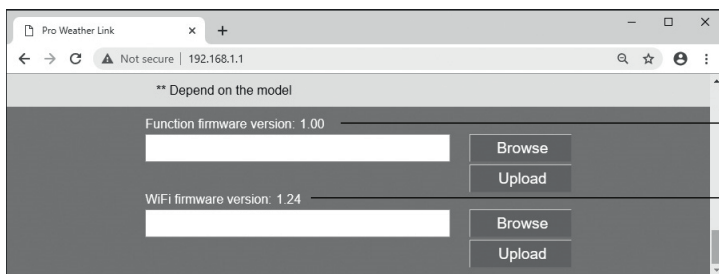 Pro Weather Link
Not secure | 192.168.1.1
** Depend on the model
Function firmware version: 1.00
Browse
Upload
WiFi firmware version: 1.24
Browse
Upload